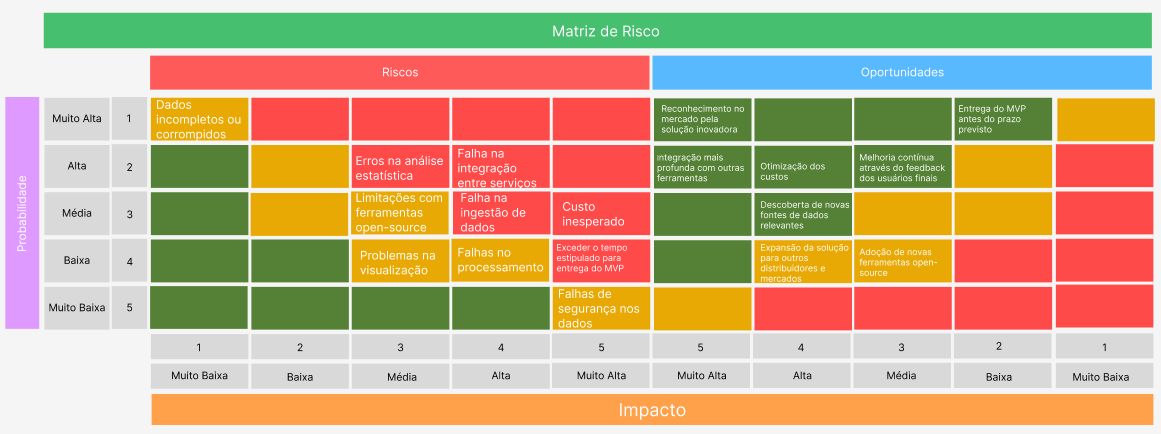 Matriz de Risco
Riscos
Oportunidades
Probabilidade
Muito Alta
1
Dados
incompletos ou
corrompidos
Reconhecimento no
mercado pela
solução inovadora
Entrega do MVP
antes do prazo
previsto
Alta
2
Erros na análise
estatística
Falha na
integração
entre serviços
Integração mais
profunda com outras
ferramentas
Otimização dos
custos
Melhoria contínua
através do feedback
dos usuários finais
Média
3
Limitações com
ferramentas
open-source
Falha na
ingestão de
dados
Custo
inesperado
Descoberta de novas
fontes de dados
relevantes
Baixa
4
Problemas na
visualização
Falhas no
processamento
Exceder o tempo
estipulado para
entrega do MVP
Expansão da solução
para outros
distribuidores e
mercados
Adoção de novas
ferramentas open-
source
Muito Baixa
5
Falhas de
segurança nos
dados
1
2
3
4
5
5
4
3
2
1
Muito Baixa
Baixa
Média
Alta
Muito Alta
Muito Alta
Alta
Média
Baixa
Muito Baixa
Impacto